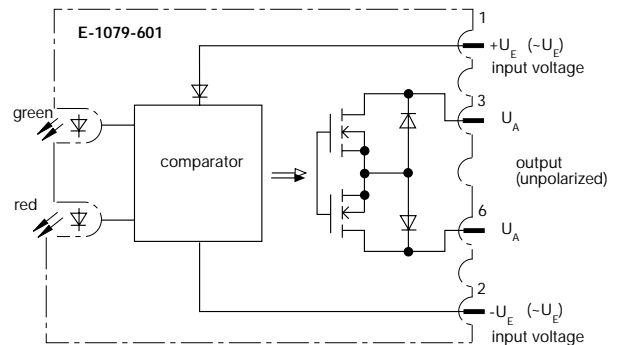 E-1079-601
1
+U_E (~U_E)
input voltage
green
3
U_A
comparator
output
(unpolarized)
red
6
U_A
2
-U_E (~U_E)
input voltage